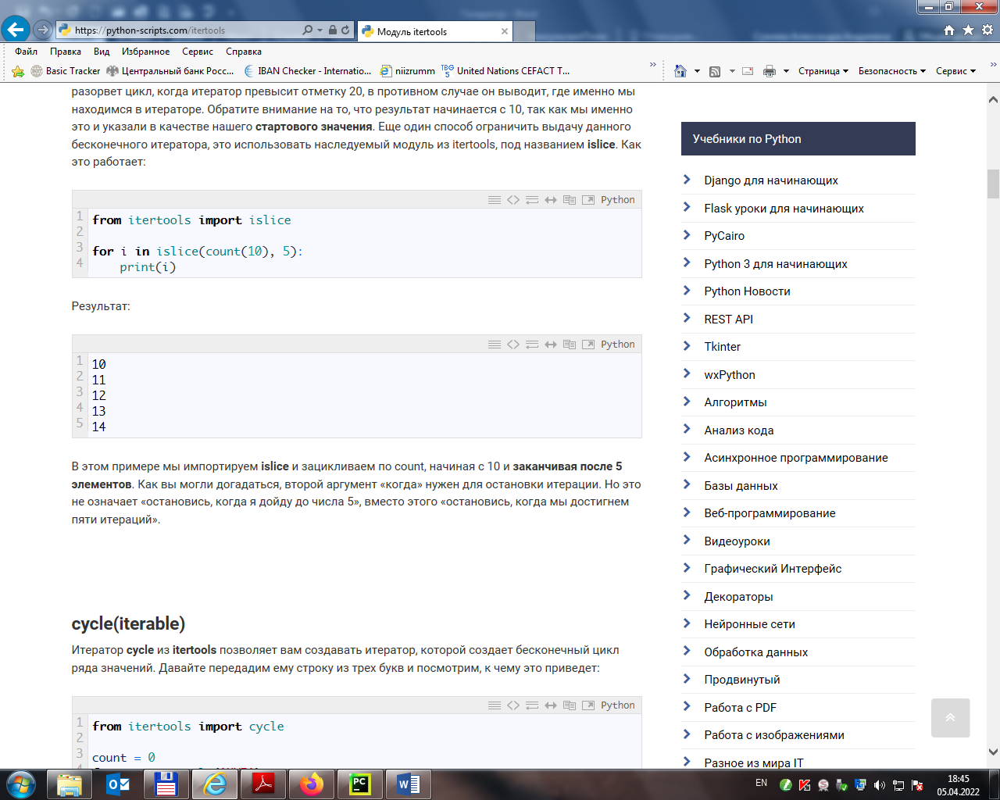 https://python-scripts.com/itertools
Модуль itertools
Файл Правка Вид Избранное Сервис Справка
Basic Tracker Центральный банк Росс... IBAN Checker - Internatio... niizrumm United Nations CEFACT T... Страница Безопасность Сервис
разорвет цикл, когда итератор превысит отметку 20, в противном случае он выводит, где именно мы
находимся в итераторе. Обратите внимание на то, что результат начинается с 10, так как мы именно
это и указали в качестве нашего стартового значения. Еще один способ ограничить выдачу данного
бесконечного итератора, это использовать наследуемый модуль из itertools, под названием islice. Как
это работает:
Python
1 from itertools import islice
2
3 for i in islice(count(10), 5):
4 print(i)
Результат:
Python
1 10
2 11
3 12
4 13
5 14
В этом примере мы импортируем islice и зацикливаем по count, начиная с 10 и заканчивая после 5
элементов. Как вы могли догадаться, второй аргумент «когда» нужен для остановки итерации. Но это
не означает «остановись, когда я дойду до числа 5», вместо этого «остановись, когда мы достигнем
пяти итераций».
cycle(iterable)
Итератор cycle из itertools позволяет вам создавать итератор, которой создает бесконечный цикл
ряда значений. Давайте передадим ему строку из трех букв и посмотрим, к чему это приведет:
Python
1 from itertools import cycle
2
3 count = 0
Учебники по Python
Django для начинающих
Flask уроки для начинающих
PyCairo
Python 3 для начинающих
Python Новости
REST API
Tkinter
wxPython
Алгоритмы
Анализ кода
Асинхронное программирование
Базы данных
Веб-программирование
Видеоуроки
Графический Интерфейс
Декораторы
Нейронные сети
Обработка данных
Продвинутый
Работа с PDF
Работа с изображениями
Разное из мира IT
EN
18:45
05.04.2022